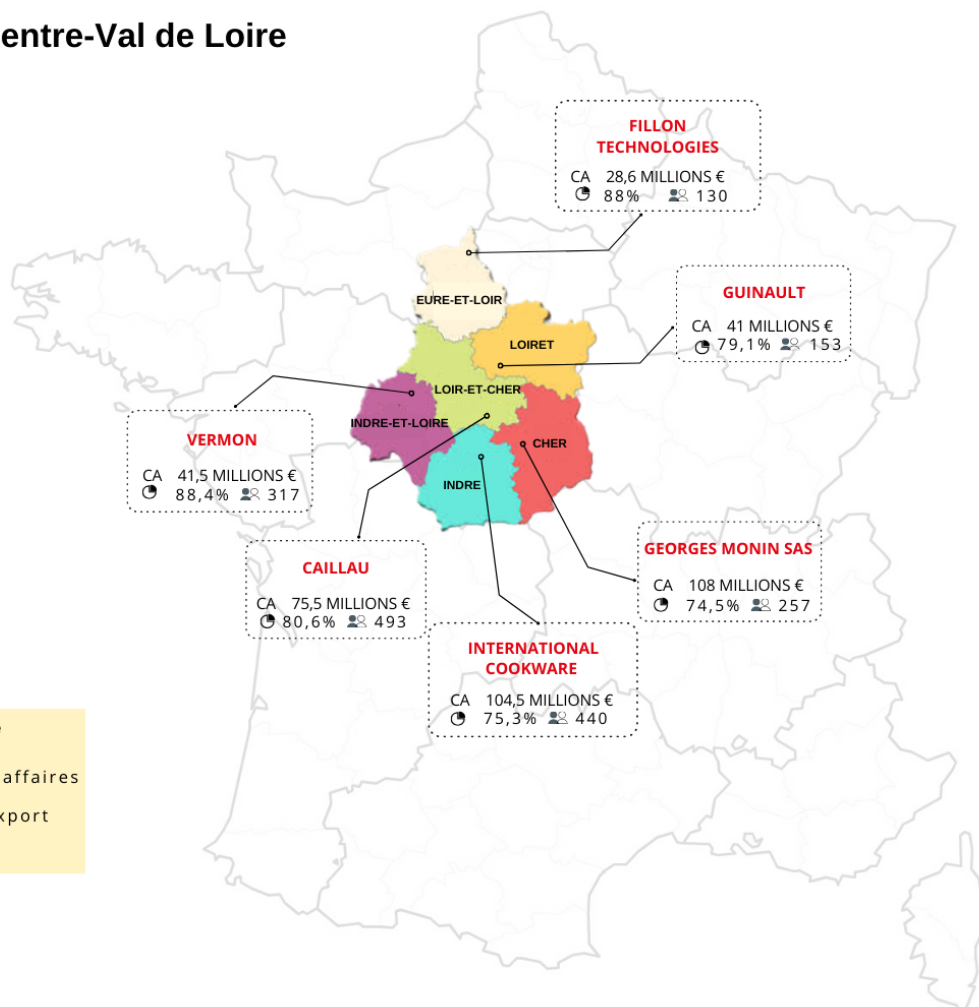 entre-Val de Loire
FILLON
TECHNOLOGIES
CA 28,6 MILLIONS €
88% 130
GUINAULT
CA 41 MILLIONS €
79,1% 153
EURE-ET-LOIR
LOIRET
LOIR-ET-CHER
INDRE-ET-LOIRE
CHER
INDRE
VERMON
CA 41,5 MILLIONS €
88,4% 317
CAILLAU
CA 75,5 MILLIONS €
80,6% 493
GEORGES MONIN SAS
CA 108 MILLIONS €
74,5% 257
INTERNATIONAL
COOKWARE
CA 104,5 MILLIONS €
75,3% 440
affaires
xport